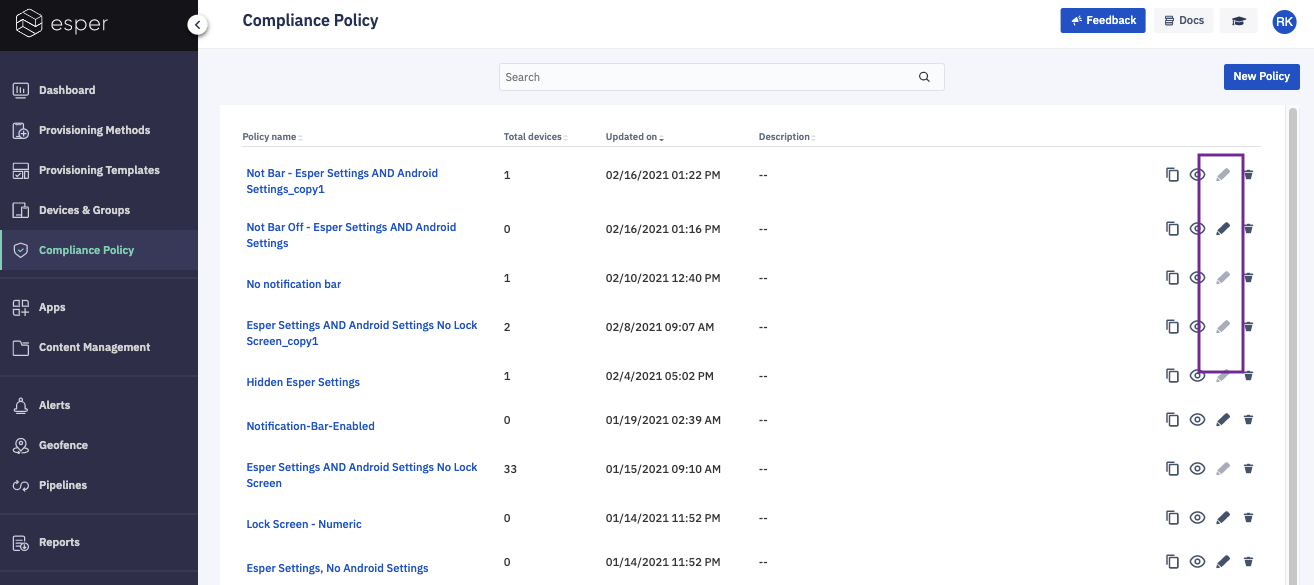 esper
Compliance Policy
Feedback
Docs
RK
Search
New Policy
Dashboard
Provisioning Methods
Provisioning Templates
Devices & Groups
Compliance Policy
Apps
Content Management
Alerts
Geofence
Pipelines
Reports
Policy name Total devices Updated on Description
Not Bar - Esper Settings AND Android 1 02/16/2021 01:22 PM --
Settings_copy1
Not Bar Off - Esper Settings AND Android 0 02/16/2021 01:16 PM --
Settings
No notification bar 1 02/10/2021 12:40 PM --
Esper Settings AND Android Settings No Lock 2 02/8/2021 09:07 AM --
Screen_copy1
Hidden Esper Settings 1 02/4/2021 05:02 PM --
Notification-Bar-Enabled 0 01/19/2021 02:39 AM --
Esper Settings AND Android Settings No Lock 33 01/15/2021 09:10 AM --
Screen
Lock Screen - Numeric 0 01/14/2021 11:52 PM --
Esper Settings, No Android Settings 0 01/14/2021 11:52 PM --